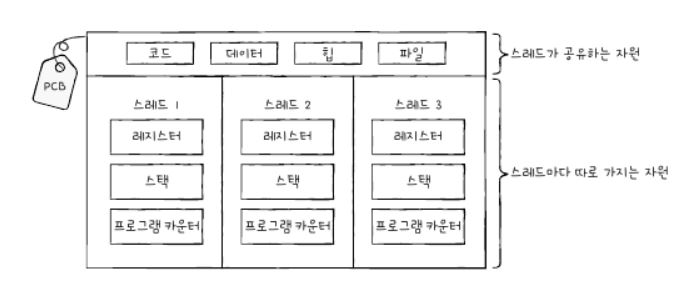 코드 데이터 힙 파일
스레드가 공유하는 자원
PCB
스레드 1 스레드 2 스레드 3
레지스터 레지스터 레지스터
스택 스택 스택
스레드마다 따로 가지는 자원
프로그램 카운터 프로그램 카운터 프로그램 카운터